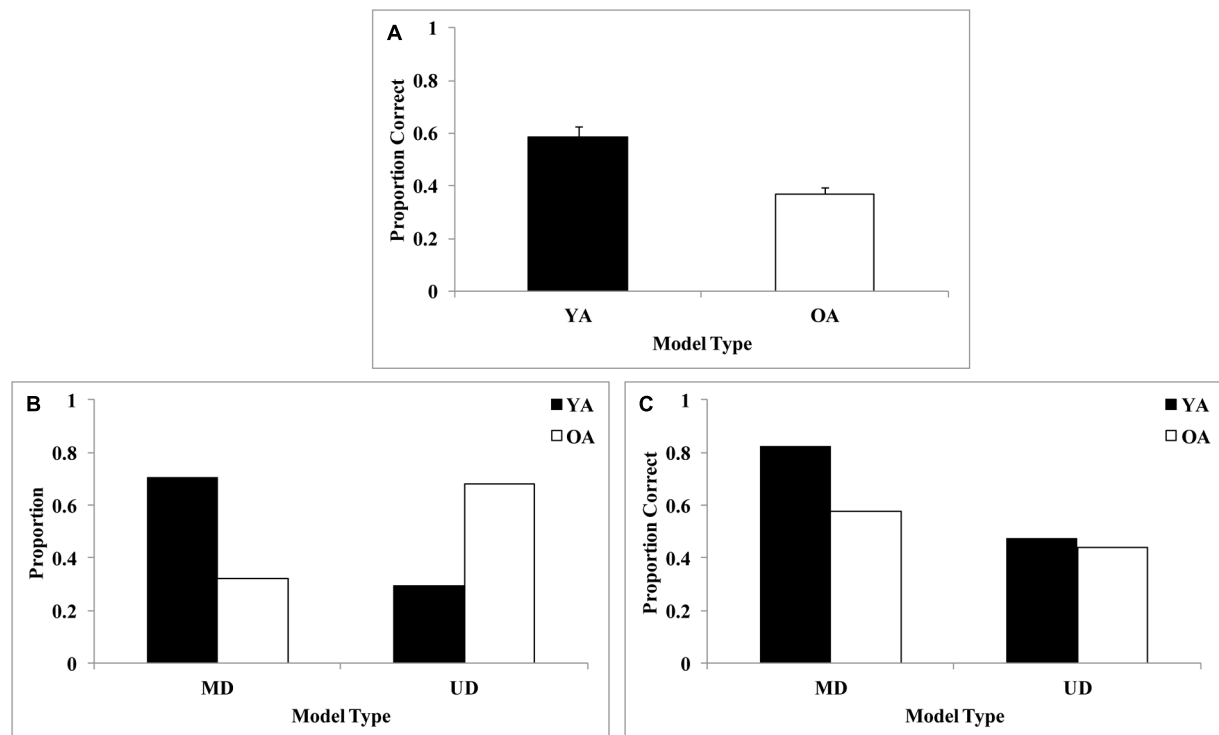 A
Proportion Correct
1
0.8
0.6
0.4
0.2
0
YA
OA
Model Type
B
Proportion
1
0.8
0.6
0.4
0.2
0
YA
OA
MD
UD
Model Type
C
Proportion Correct
1
0.8
0.6
0.4
0.2
0
YA
OA
MD
UD
Model Type